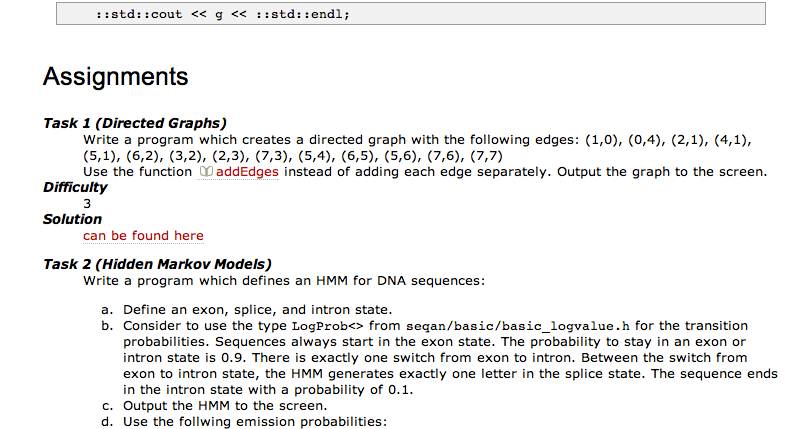 ::std::cout << g << ::std::endl;
Assignments
Task 1 (Directed Graphs)
Write a program which creates a directed graph with the following edges: (1,0), (0,4), (2,1), (4,1),
(5,1), (6,2), (3,2), (2,3), (7,3), (5,4), (6,5), (5,6), (7,6), (7,7)
Use the function addEdges instead of adding each edge separately. Output the graph to the screen.
Difficulty
3
Solution
can be found here
Task 2 (Hidden Markov Models)
Write a program which defines an HMM for DNA sequences:
a. Define an exon, splice, and intron state.
b. Consider to use the type LogProb<> from seqan/basic/basic_logvalue.h for the transition
probabilities. Sequences always start in the exon state. The probability to stay in an exon or
intron state is 0.9. There is exactly one switch from exon to intron. Between the switch from
exon to intron state, the HMM generates exactly one letter in the splice state. The sequence ends
in the intron state with a probability of 0.1.
c. Output the HMM to the screen.
d. Use the follwing emission probabilities: